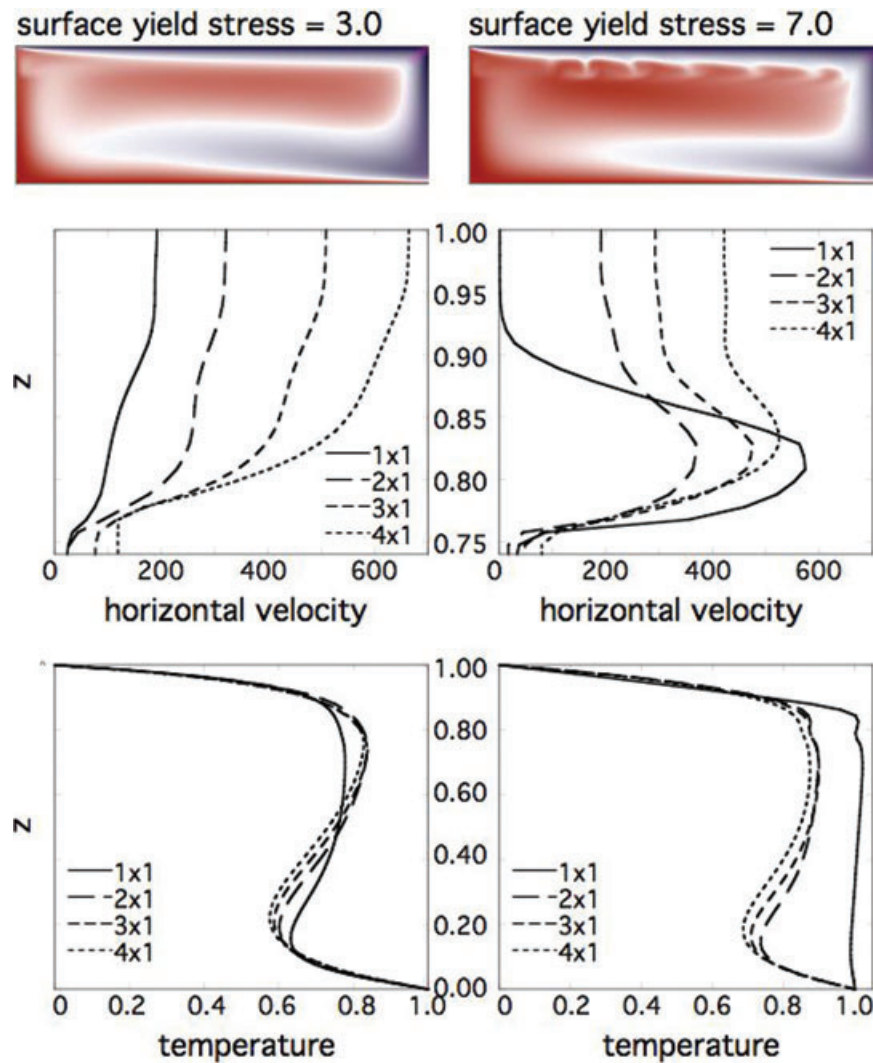 surface yield stress = 3.0
surface yield stress = 7.0
z
1.00
0.95
0.90
0.85
0.80
0.75
1x1
2x1
3x1
4x1
1x1
2x1
3x1
4x1
0 200 400 600
0 200 400 600
horizontal velocity
horizontal velocity
z
1.00
0.80
0.60
0.40
0.20
0.00
1x1
2x1
3x1
4x1
1x1
2x1
3x1
4x1
0 0.2 0.4 0.6 0.8 1.0
0 0.2 0.4 0.6 0.8 1.0
temperature
temperature